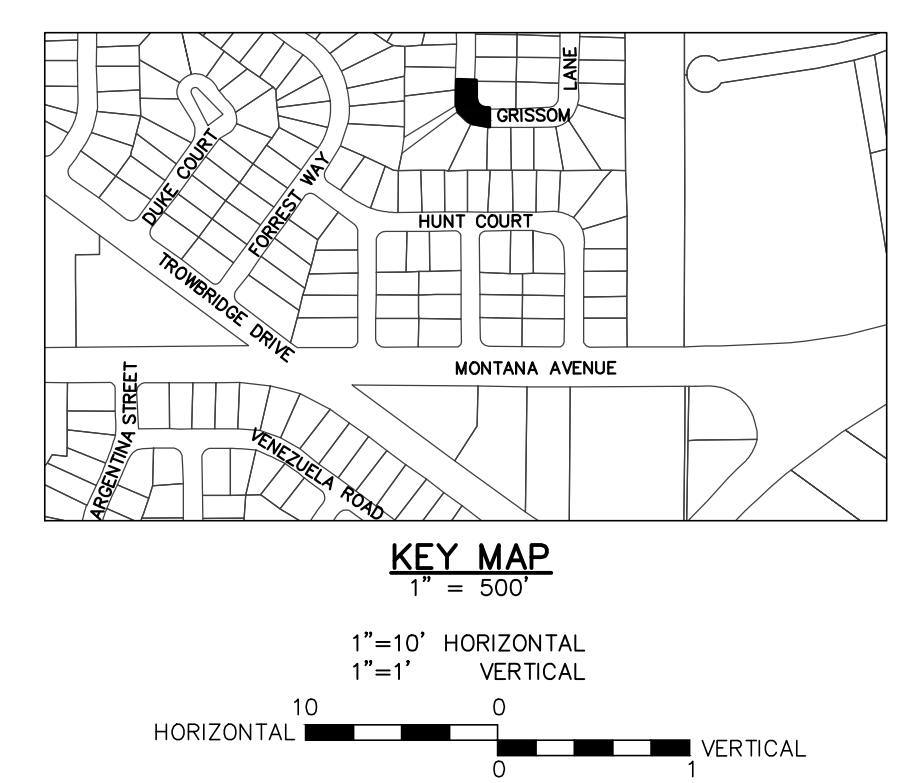 LANE
GRISSOM
DUKE COURT
FORREST WAY
HUNT COURT
TROWBRIDGE DRIVE
MONTANA AVENUE
ARGENTINA STREET
VENEZUELA ROAD
KEY MAP
1" = 500'
1"=10' HORIZONTAL
1"=1' VERTICAL
10 0
HORIZONTAL
VERTICAL
0 1